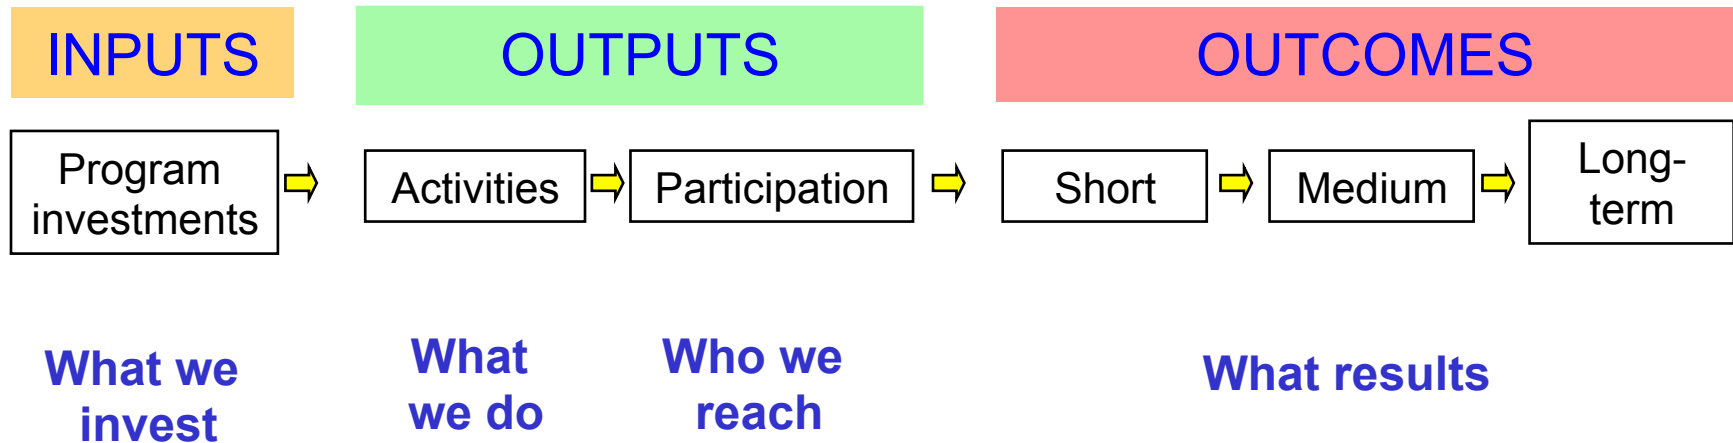 INPUTS
OUTPUTS
OUTCOMES
Program
investments
Activities
Participation
Short
Medium
Long-
term
What we
invest
What
we do
Who we
reach
What results